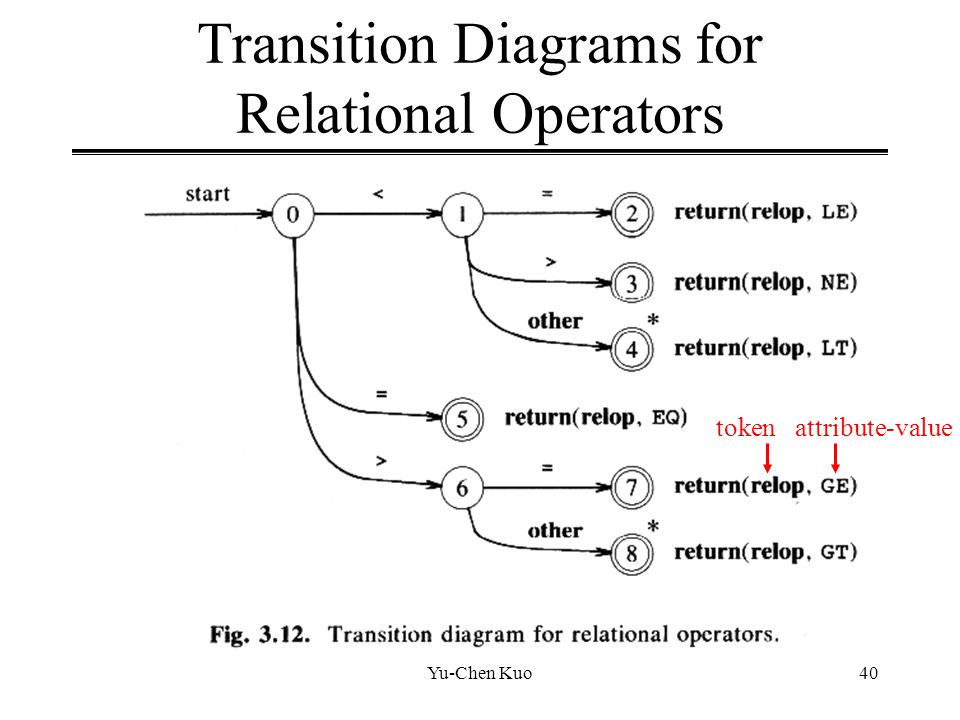 Transition Diagrams for
Relational Operators
start 0 < 1 = 2 return(relop, LE)
> 3 return(relop, NE)
other 4 * return(relop, LT)
= 5 return(relop, EQ)
token attribute-value
> 6 = 7 return(relop, GE)
other 8 * return(relop, GT)
Fig. 3.12. Transition diagram for relational operators.
Yu-Chen Kuo 40